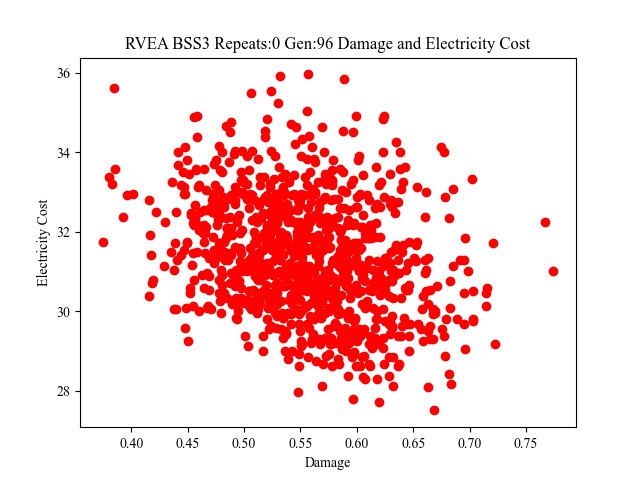 RVEA BSS3 Repeats:0 Gen:96 Damage and Electricity Cost
36
34
32
30
28
Electricity Cost
0.40 0.45 0.50 0.55 0.60 0.65 0.70 0.75
Damage